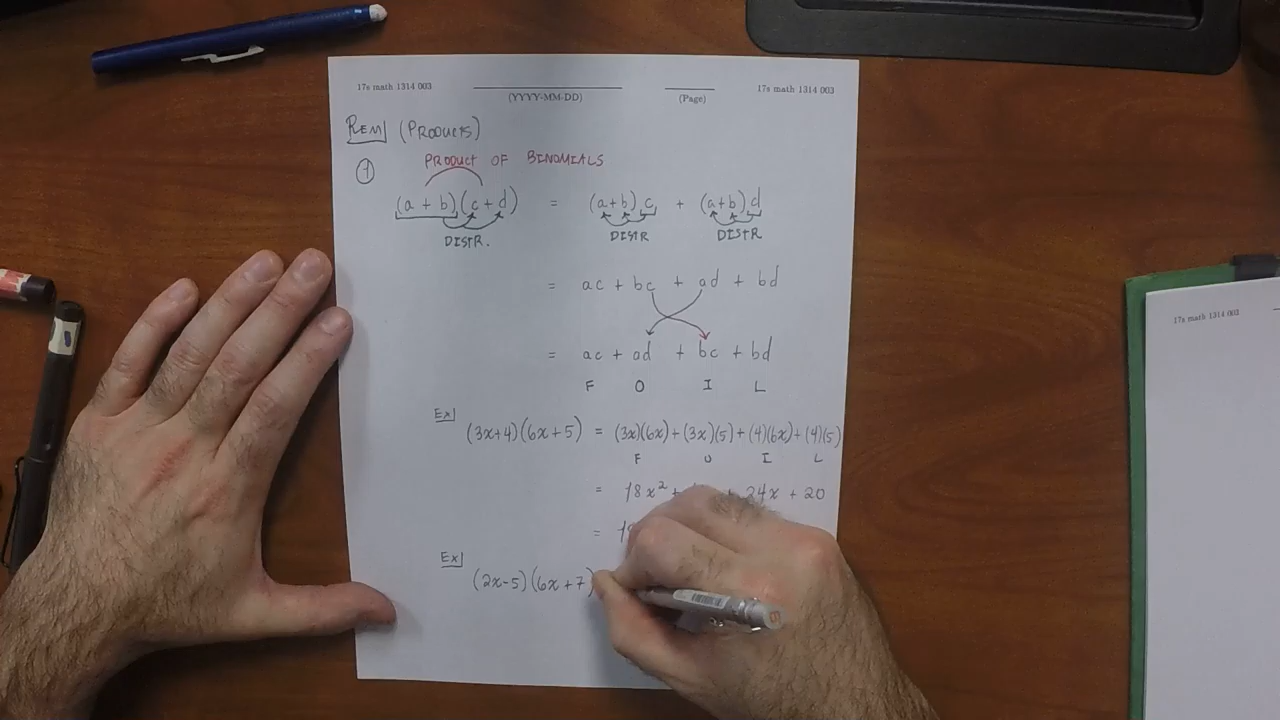 17s math 1314 003 (YYYY-MM-DD) (Page) 17s math 1314 003
REM (PRODUCTS)
1 PRODUCT OF BINOMIALS
(a + b)(c + d) = (a+b)c + (a+b)d
DISTR. DISTR DISTR
= ac + bc + ad + bd
= ac + ad + bc + bd
F O I L
Ex
(3x+4)(6x+5) = (3x)(6x)+(3x)(5)+(4)(6x)+(4)(5)
F O I L
= 18x² + + 24x + 20
= 18
Ex
(2x-5)(6x+7)
17s math 1314 003